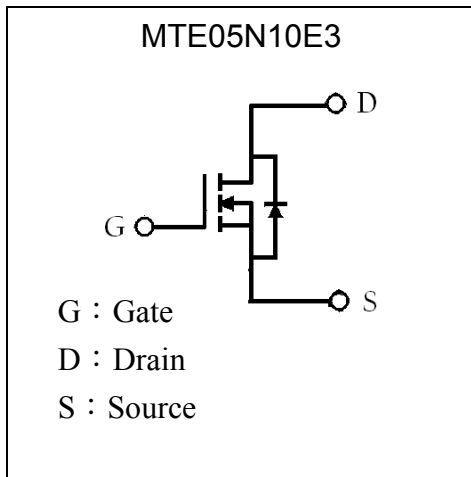 MTE05N10E3
D
G
S
G：Gate
D：Drain
S：Source